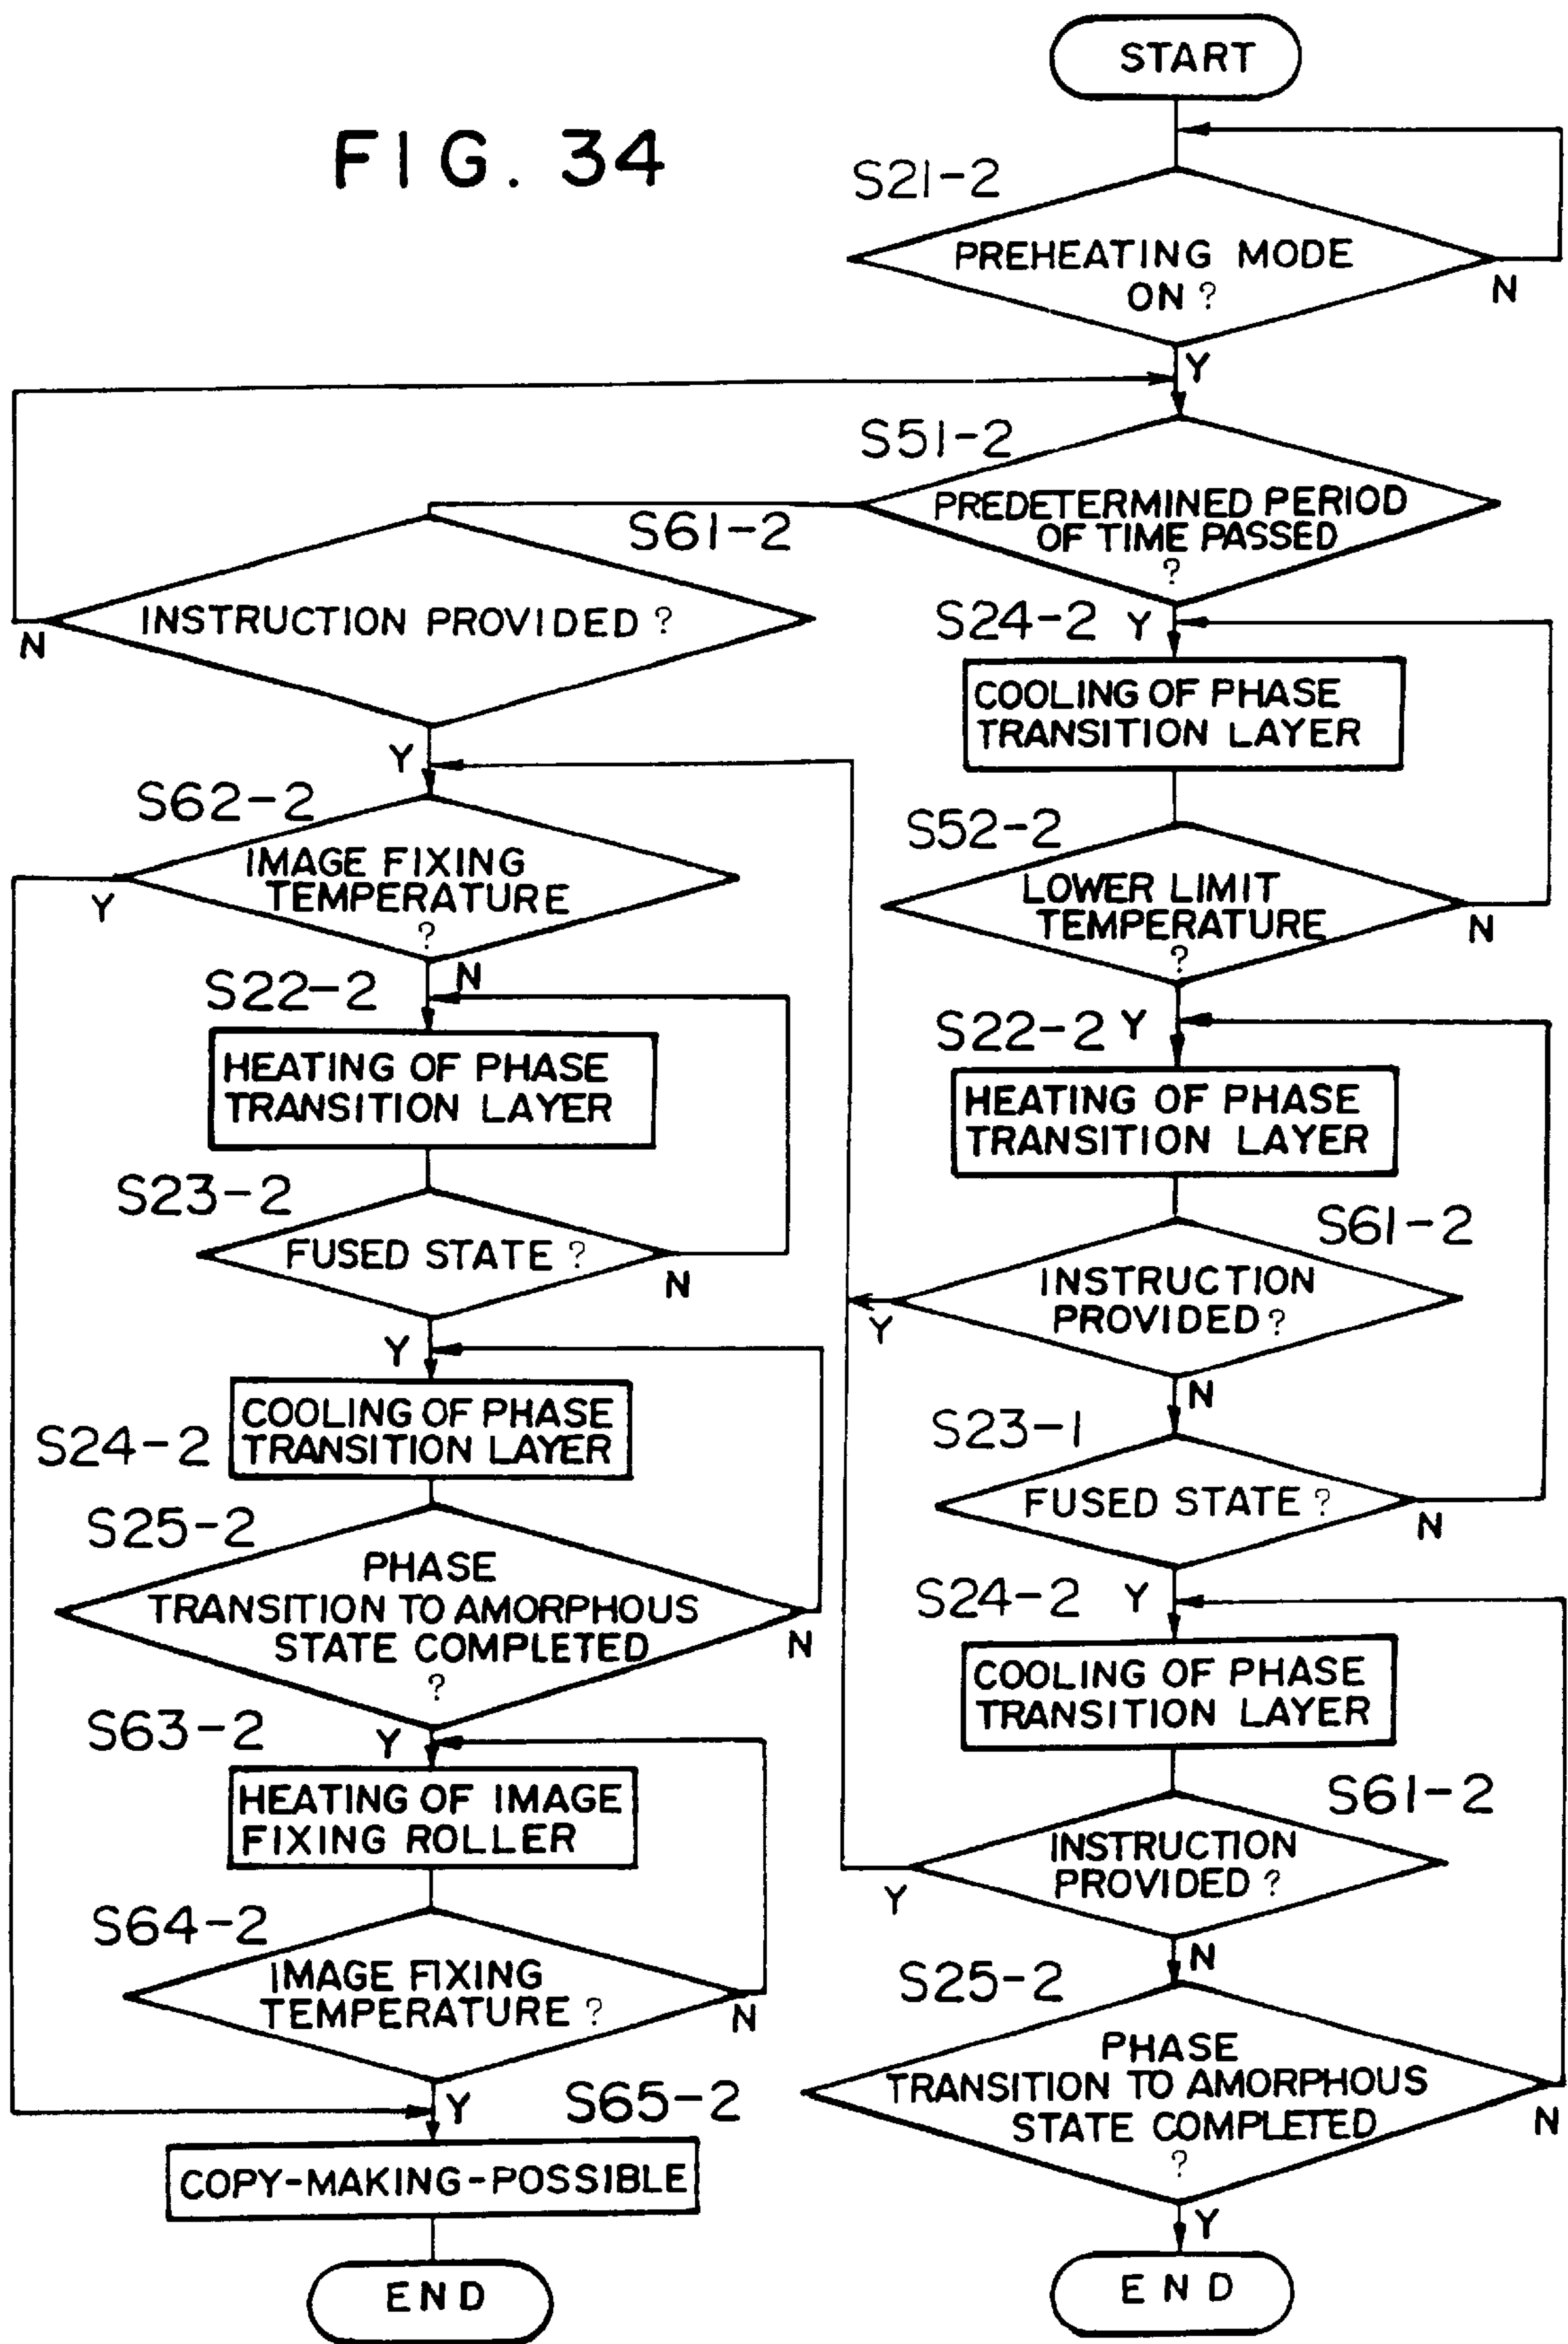 FIG. 34
START
S21-2
PREHEATING MODE
ON ?
N
Y
S51-2
PREDETERMINED PERIOD
OF TIME PASSED
?
S61-2
INSTRUCTION PROVIDED ?
N
Y
S24-2
Y
COOLING OF PHASE
TRANSITION LAYER
S52-2
LOWER LIMIT
TEMPERATURE
?
N
S62-2
IMAGE FIXING
TEMPERATURE
?
Y
N
S22-2
HEATING OF PHASE
TRANSITION LAYER
S23-2
FUSED STATE ?
N
Y
S24-2
COOLING OF PHASE
TRANSITION LAYER
S25-2
PHASE
TRANSITION TO AMORPHOUS
STATE COMPLETED
?
N
S63-2
Y
HEATING OF IMAGE
FIXING ROLLER
S64-2
IMAGE FIXING
TEMPERATURE ?
N
Y
S65-2
COPY-MAKING-POSSIBLE
END
S22-2
Y
HEATING OF PHASE
TRANSITION LAYER
S61-2
INSTRUCTION
PROVIDED ?
Y
N
S23-1
FUSED STATE ?
N
S24-2
Y
COOLING OF PHASE
TRANSITION LAYER
S61-2
INSTRUCTION
PROVIDED ?
Y
N
S25-2
PHASE
TRANSITION TO AMORPHOUS
STATE COMPLETED
?
N
Y
END